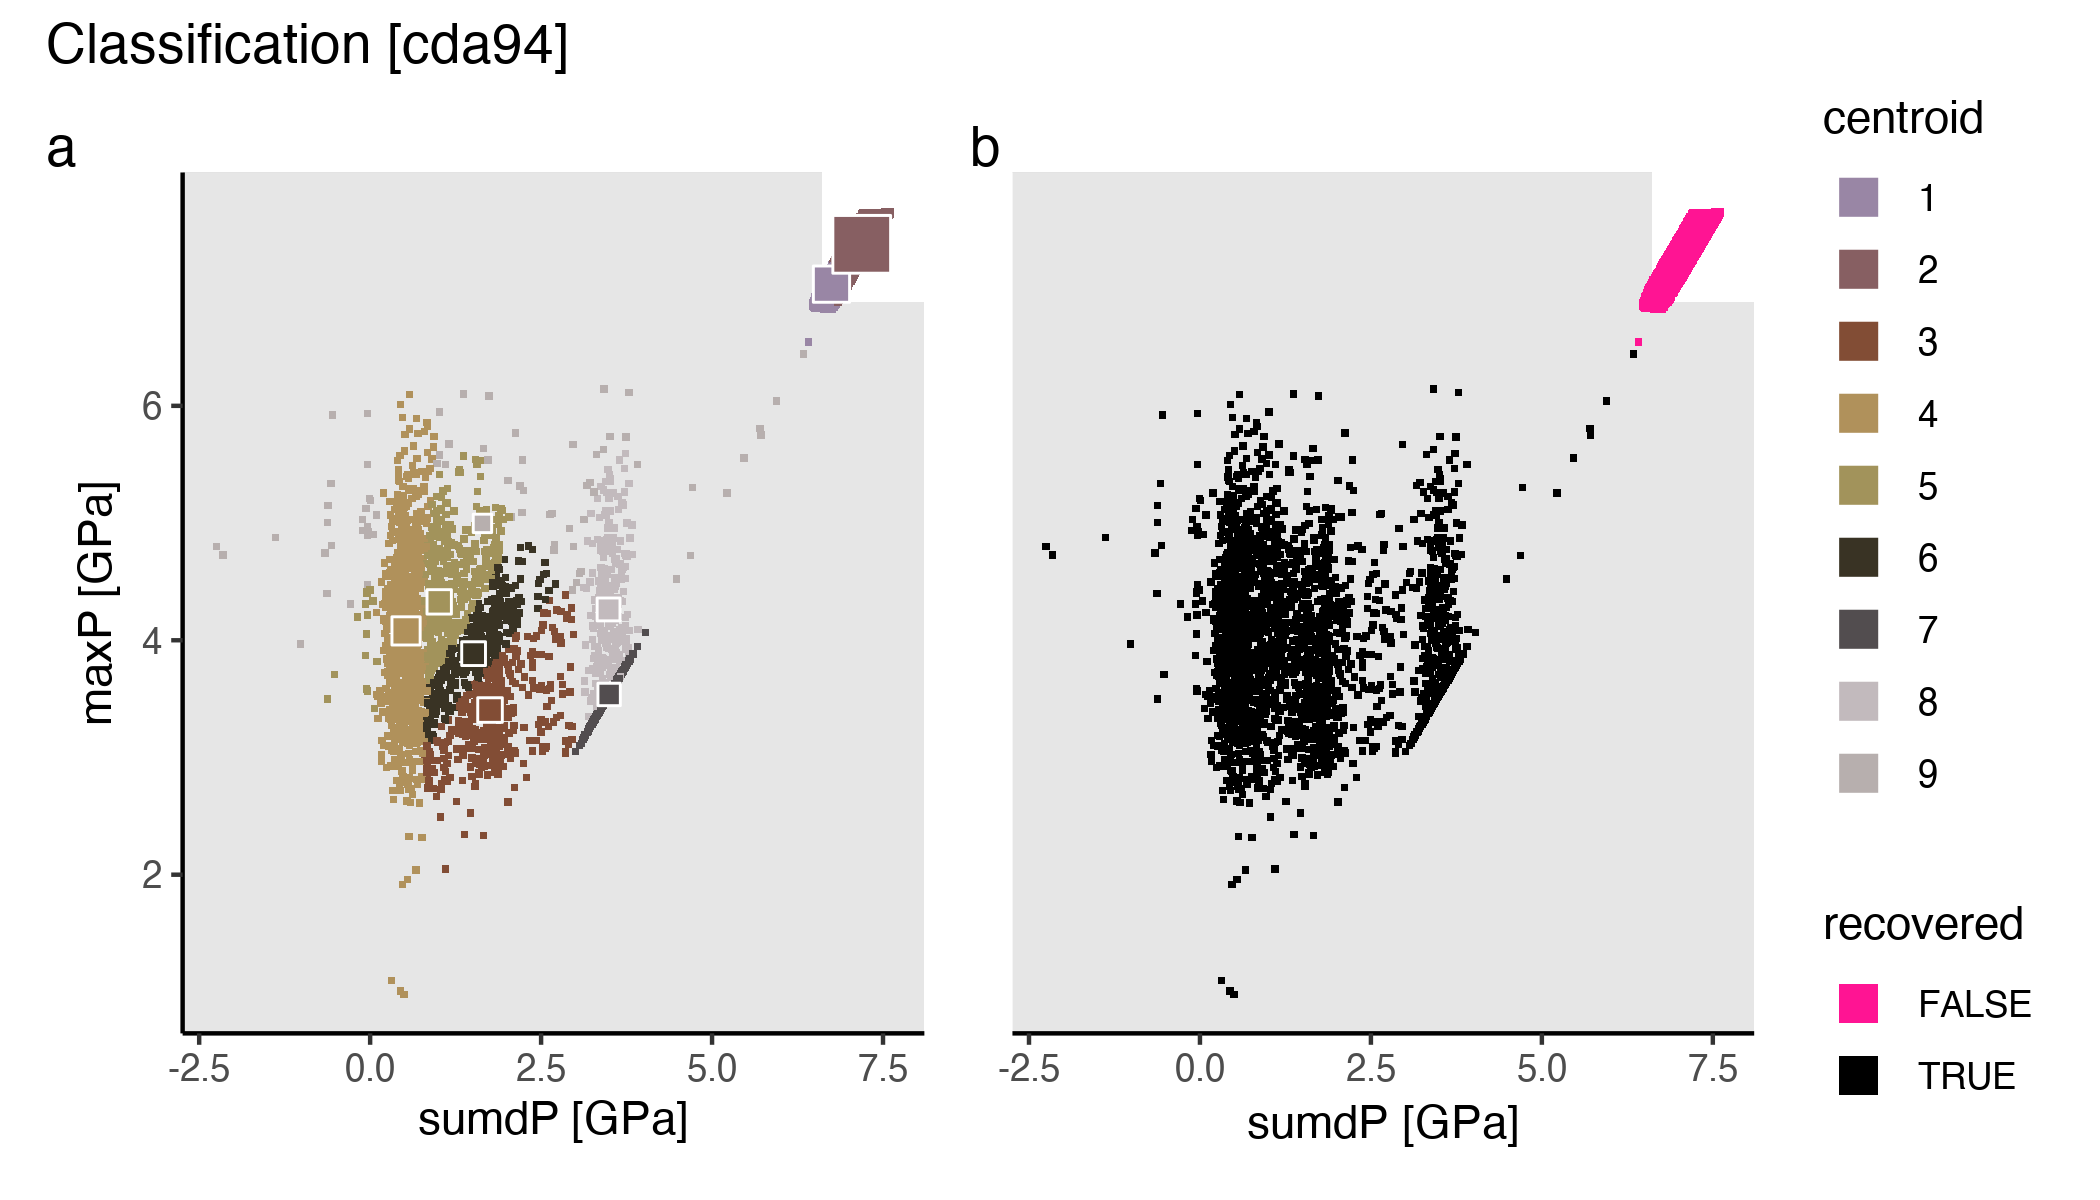 Classification [cda94]
a
b
maxP [GPa]
6
4
2
-2.5 0.0 2.5 5.0 7.5
sumdP [GPa]
-2.5 0.0 2.5 5.0 7.5
sumdP [GPa]
centroid
1
2
3
4
5
6
7
8
9
recovered
FALSE
TRUE